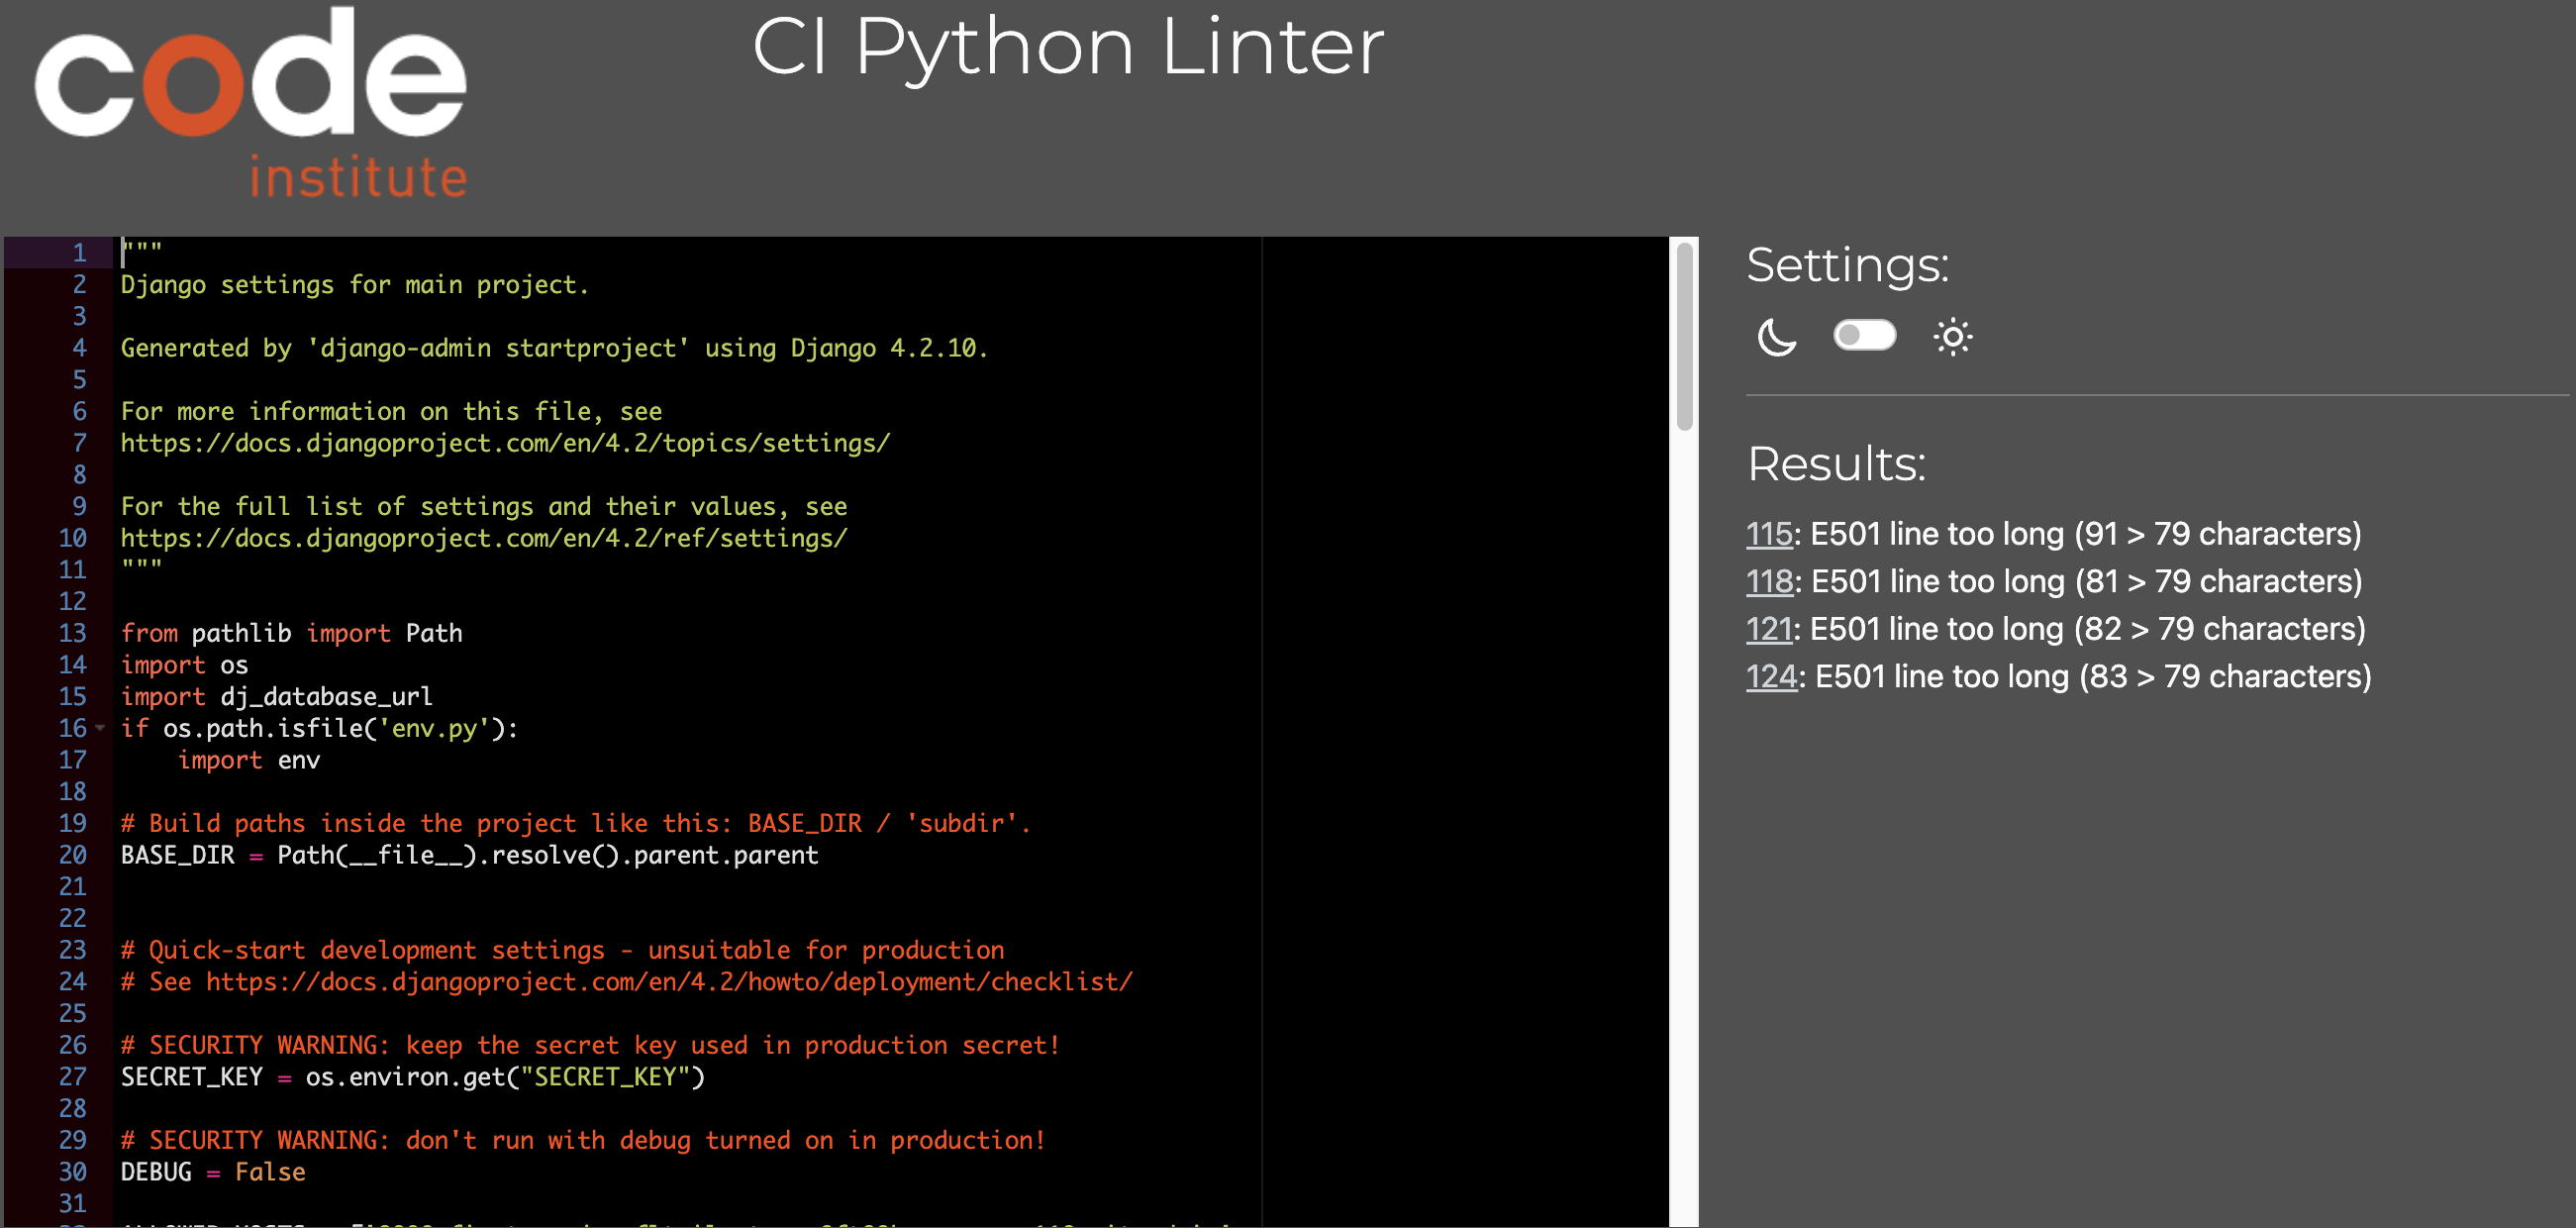 code
institute
CI Python Linter
1 """
2 Django settings for main project.
3
4 Generated by 'django-admin startproject' using Django 4.2.10.
5
6 For more information on this file, see
7 https://docs.djangoproject.com/en/4.2/topics/settings/
8
9 For the full list of settings and their values, see
10 https://docs.djangoproject.com/en/4.2/ref/settings/
11 """
12
13 from pathlib import Path
14 import os
15 import dj_database_url
16 if os.path.isfile('env.py'):
17     import env
18
19 # Build paths inside the project like this: BASE_DIR / 'subdir'.
20 BASE_DIR = Path(__file__).resolve().parent.parent
21
22
23 # Quick-start development settings - unsuitable for production
24 # See https://docs.djangoproject.com/en/4.2/howto/deployment/checklist/
25
26 # SECURITY WARNING: keep the secret key used in production secret!
27 SECRET_KEY = os.environ.get("SECRET_KEY")
28
29 # SECURITY WARNING: don't run with debug turned on in production!
30 DEBUG = False
31
Settings:
Results:
115: E501 line too long (91 > 79 characters)
118: E501 line too long (81 > 79 characters)
121: E501 line too long (82 > 79 characters)
124: E501 line too long (83 > 79 characters)